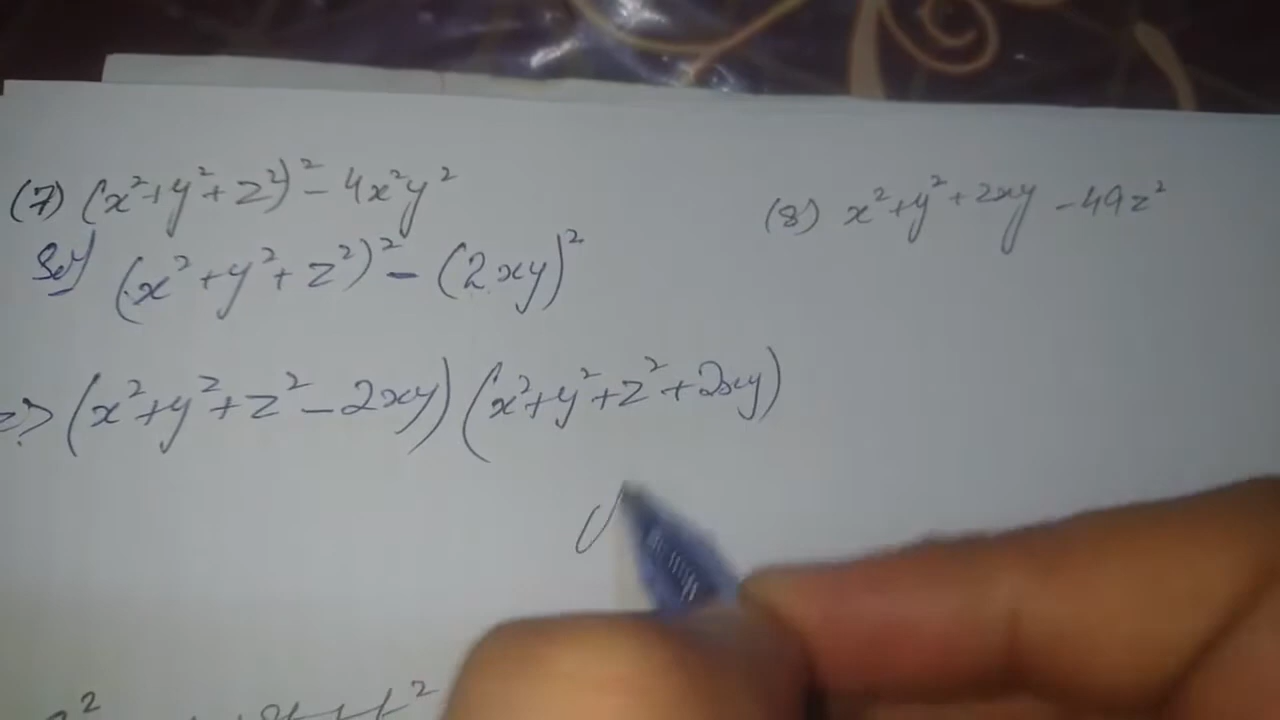 (7) (x²+y²+z²)² - 4x²y²
Sol (x²+y²+z²)² - (2xy)²
=> (x²+y²+z²-2xy) (x²+y²+z²+2xy)
(8) x²+y²+2xy -49z²